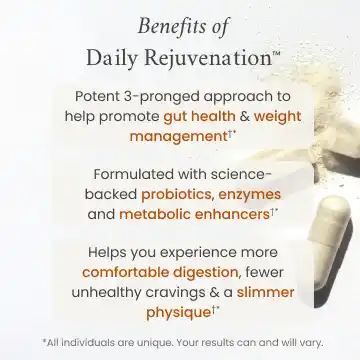 Benefits of
Daily Rejuvenation™
Potent 3-pronged approach to
help promote gut health & weight
management†*
Formulated with science-
backed probiotics, enzymes
and metabolic enhancers†*
Helps you experience more
comfortable digestion, fewer
unhealthy cravings & a slimmer
physique†*
*All individuals are unique. Your results can and will vary.